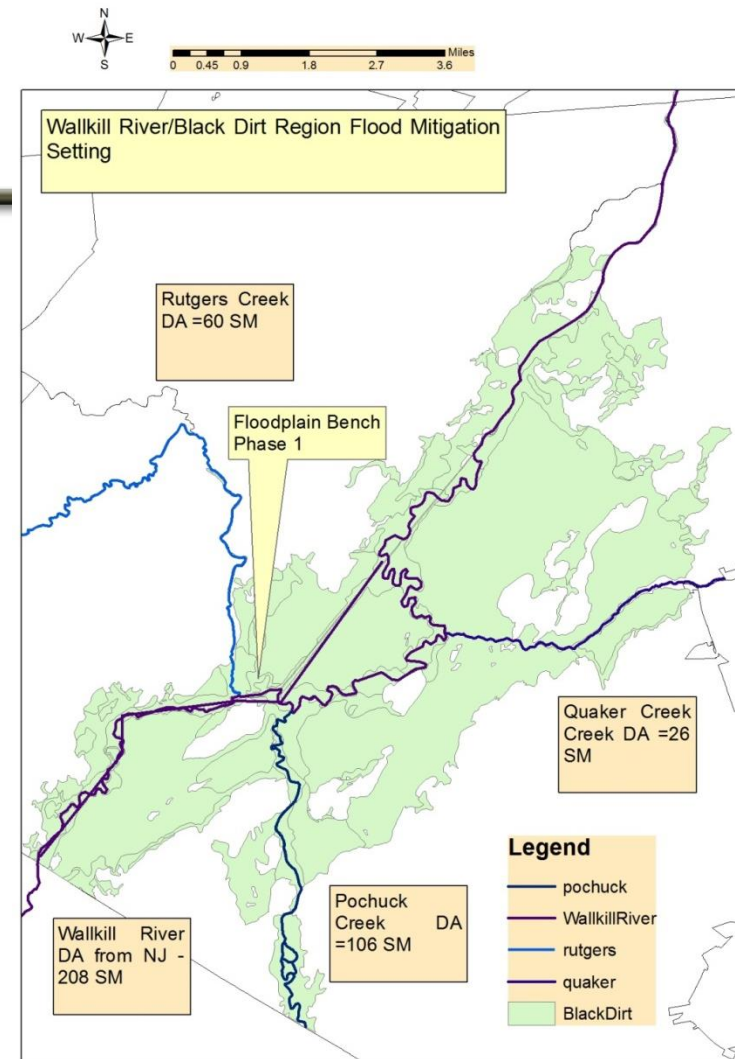 N
W E
S
Miles
0 0.45 0.9 1.8 2.7 3.6
Wallkill River/Black Dirt Region Flood Mitigation
Setting
Rutgers Creek
DA =60 SM
Floodplain Bench
Phase 1
Quaker Creek
Creek DA =26
SM
Wallkill River
DA from NJ -
208 SM
Pochuck
Creek DA
=106 SM
Legend
pochuck
WallkillRiver
rutgers
quaker
BlackDirt